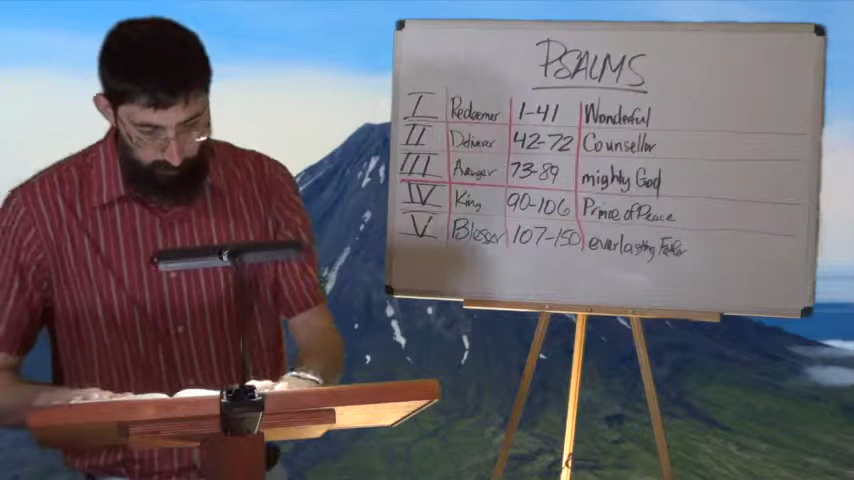 PSALMS
I Redeemer 1-41 Wonderful
II Deliverer 42-72 Counsellor
III Avenger 73-89 mighty God
IV King 90-106 Prince of Peace
V Blesser 107-150 everlasting Father